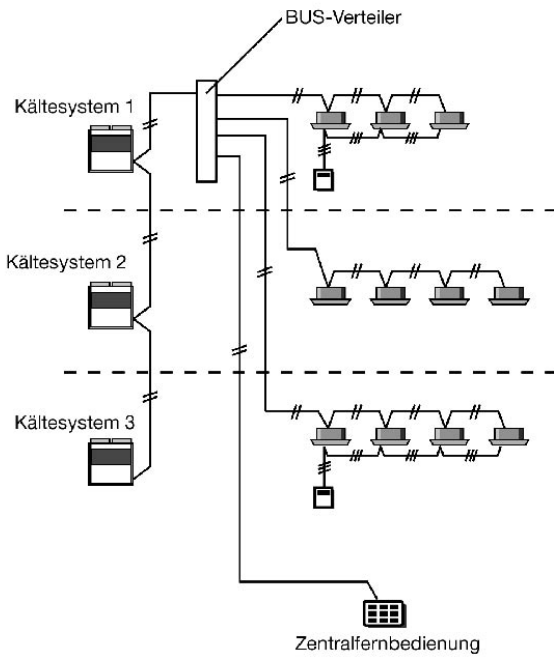 BUS-Verteiler
Kältesystem 1
Kältesystem 2
Kältesystem 3
Zentralfernbedienung